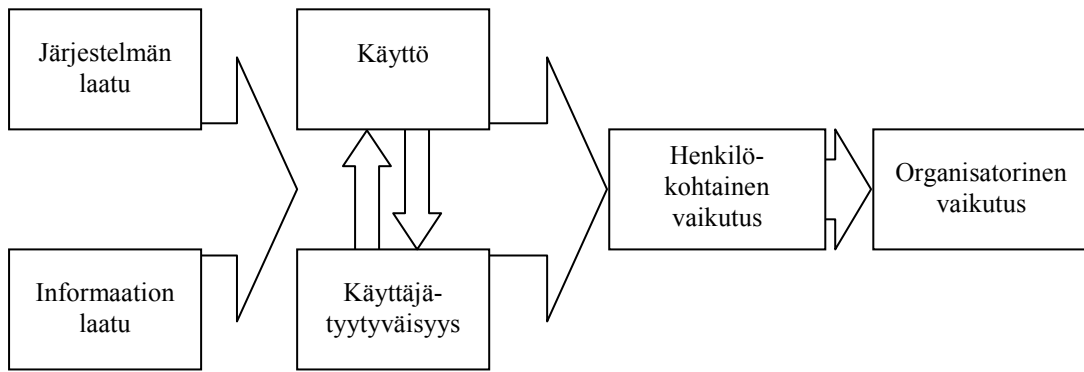 Järjestelmän
laatu
Käyttö
Henkilö-
kohtainen
vaikutus
Organisatorinen
vaikutus
Informaation
laatu
Käyttäjä-
tyytyväisyys